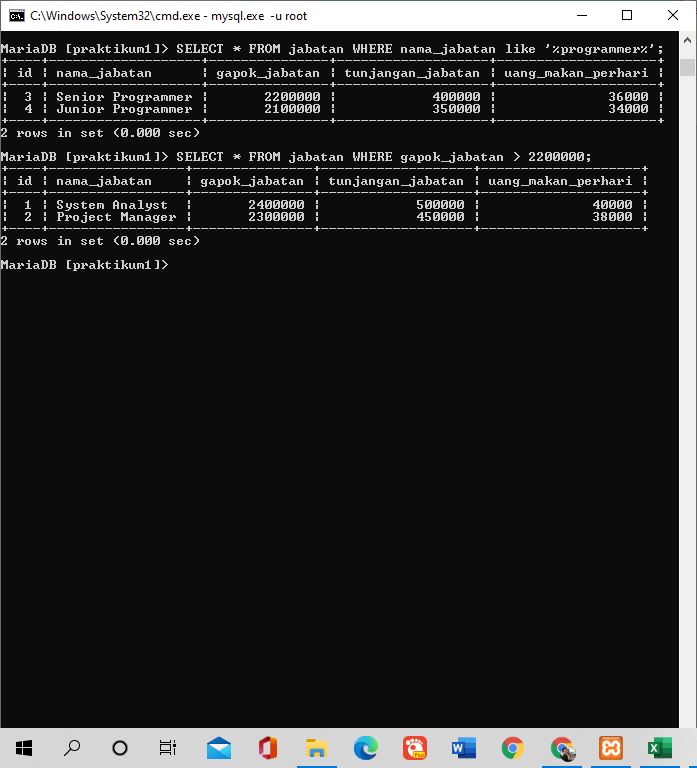 C:\Windows\System32\cmd.exe - mysql.exe -u root
MariaDB [praktikum1]> SELECT * FROM jabatan WHERE nama_jabatan like '%programmer%';
+----+-------------------+--------------+-------------------+--------------------+
| id | nama_jabatan | gapok_jabatan | tunjangan_jabatan | uang_makan_perhari |
+----+-------------------+--------------+-------------------+--------------------+
| 3 | Senior Programmer | 2200000 | 400000 | 36000 |
| 4 | Junior Programmer | 2100000 | 350000 | 34000 |
+----+-------------------+--------------+-------------------+--------------------+
2 rows in set (0.000 sec)
MariaDB [praktikum1]> SELECT * FROM jabatan WHERE gapok_jabatan > 2200000;
+----+-----------------+---------------+-------------------+--------------------+
| id | nama_jabatan | gapok_jabatan | tunjangan_jabatan | uang_makan_perhari |
+----+-----------------+---------------+-------------------+--------------------+
| 1 | System Analyst | 2400000 | 500000 | 40000 |
| 2 | Project Manager | 2300000 | 450000 | 38000 |
+----+-----------------+---------------+-------------------+--------------------+
2 rows in set (0.000 sec)
MariaDB [praktikum1]>